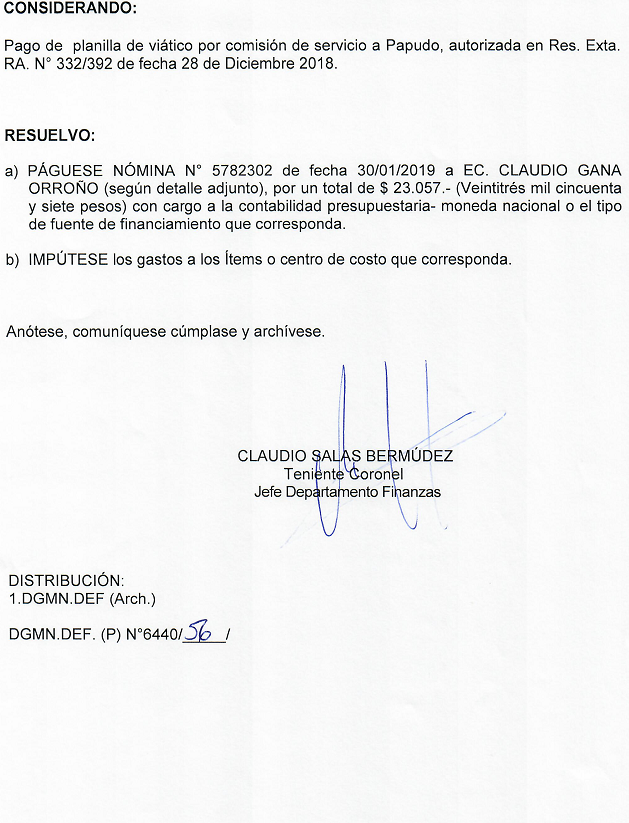 CONSIDERANDO:
Pago de planilla de viático por comisión de servicio a Papudo, autorizada en Res. Exta.
RA. N° 332/392 de fecha 28 de Diciembre 2018.
RESUELVO:
a) PÁGUESE NÓMINA N° 5782302 de fecha 30/01/2019 a EC. CLAUDIO GANA
ORROÑO (según detalle adjunto), por un total de $ 23.057.- (Veintitrés mil cincuenta
y siete pesos) con cargo a la contabilidad presupuestaria- moneda nacional o el tipo
de fuente de financiamiento que corresponda.
b) IMPÚTESE los gastos a los Ítems o centro de costo que corresponda.
Anótese, comuníquese cúmplase y archívese.
CLAUDIO SALAS BERMÚDEZ
Teniente Coronel
Jefe Departamento Finanzas
DISTRIBUCIÓN:
1.DGMN.DEF (Arch.)
DGMN.DEF. (P) N°6440/56/